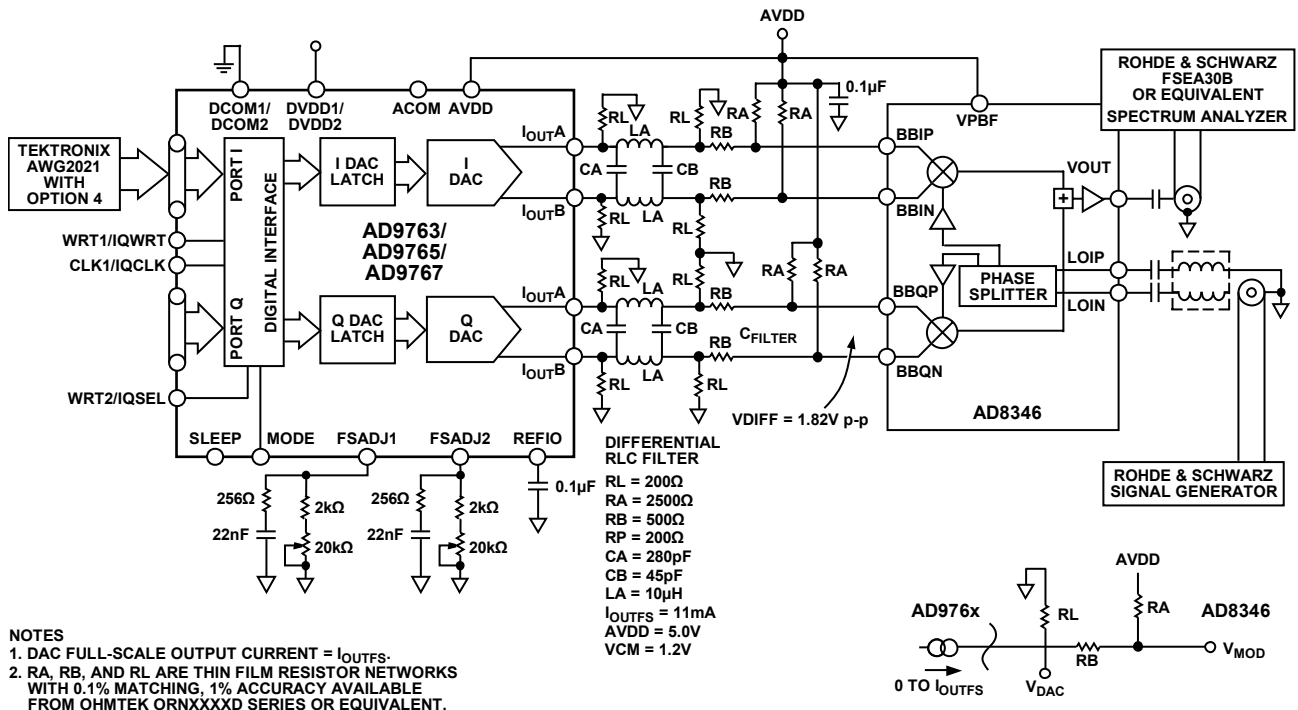 AVDD
ROHDE & SCHWARZ
FSEA30B
OR EQUIVALENT
SPECTRUM ANALYZER
DCOM1/
DCOM2
DVDD1/
DVDD2
ACOM
AVDD
RL
LA
RL
RA
RB
RA
0.1µF
VPBF
TEKTRONIX
AWG2021
WITH
OPTION 4
PORT I
I DAC
LATCH
I
DAC
IOUTA
CA
CB
BBIP
VOUT
IOUTB
RB
BBIN
RL
LA
RL
WRT1/IQWRT
CLK1/IQCLK
DIGITAL INTERFACE
AD9763/
AD9765/
AD9767
RL
LA
RL
RA
RA
PHASE
SPLITTER
LOIP
LOIN
PORT Q
Q DAC
LATCH
Q
DAC
IOUTA
RB
BBQP
CA
CB
CFILTER
IOUTB
RB
BBQN
RL
LA
RL
WRT2/IQSEL
VDIFF = 1.82V p-p
AD8346
SLEEP
MODE
FSADJ1
FSADJ2
REFIO
256Ω
22nF
2kΩ
20kΩ
256Ω
22nF
2kΩ
20kΩ
0.1µF
DIFFERENTIAL
RLC FILTER
RL = 200Ω
RA = 2500Ω
RB = 500Ω
RP = 200Ω
CA = 280pF
CB = 45pF
LA = 10µH
IOUTFS = 11mA
AVDD = 5.0V
VCM = 1.2V
ROHDE & SCHWARZ
SIGNAL GENERATOR
AD976x
0 TO IOUTFS
RL
VDAC
RB
AVDD
RA
AD8346
VMOD
NOTES
1. DAC FULL-SCALE OUTPUT CURRENT = IOUTFS.
2. RA, RB, AND RL ARE THIN FILM RESISTOR NETWORKS
WITH 0.1% MATCHING, 1% ACCURACY AVAILABLE
FROM OHMTEK ORNXXXXD SERIES OR EQUIVALENT.